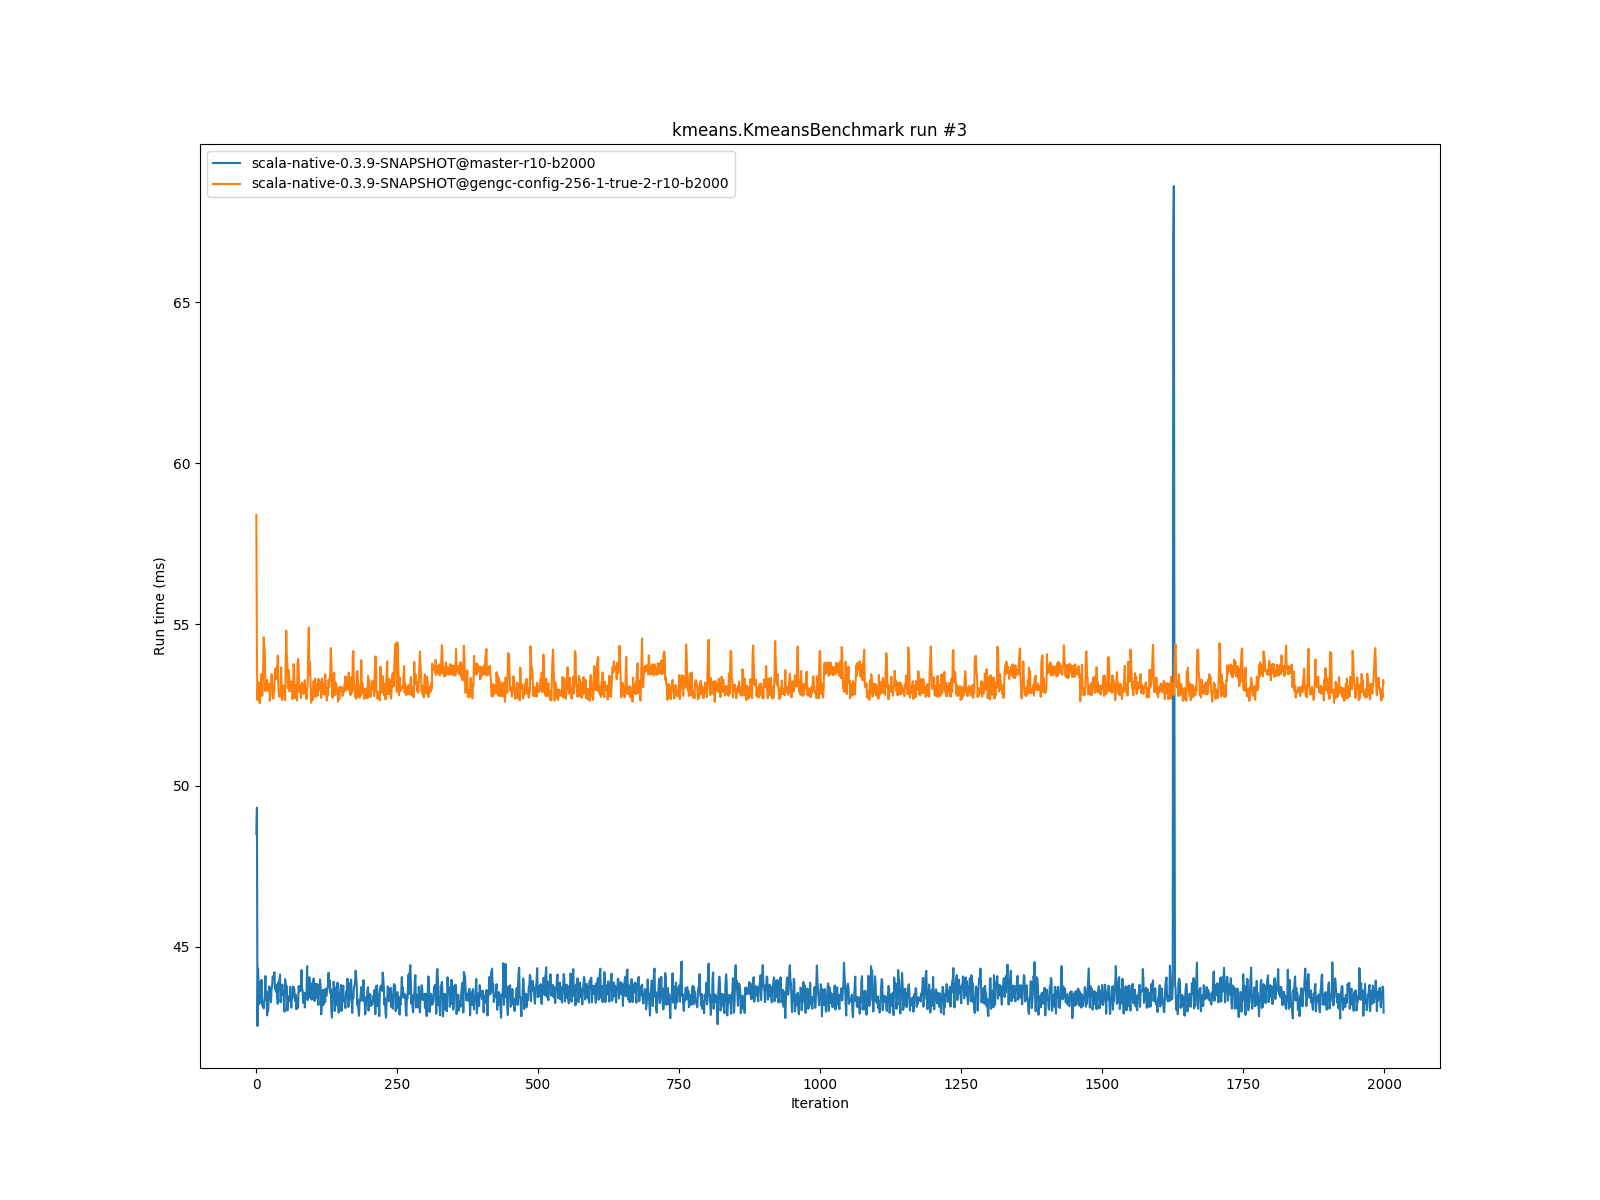 kmeans.KmeansBenchmark run #3
scala-native-0.3.9-SNAPSHOT@master-r10-b2000
scala-native-0.3.9-SNAPSHOT@gengc-config-256-1-true-2-r10-b2000
65
60
55
50
45
Run time (ms)
0 250 500 750 1000 1250 1500 1750 2000
Iteration